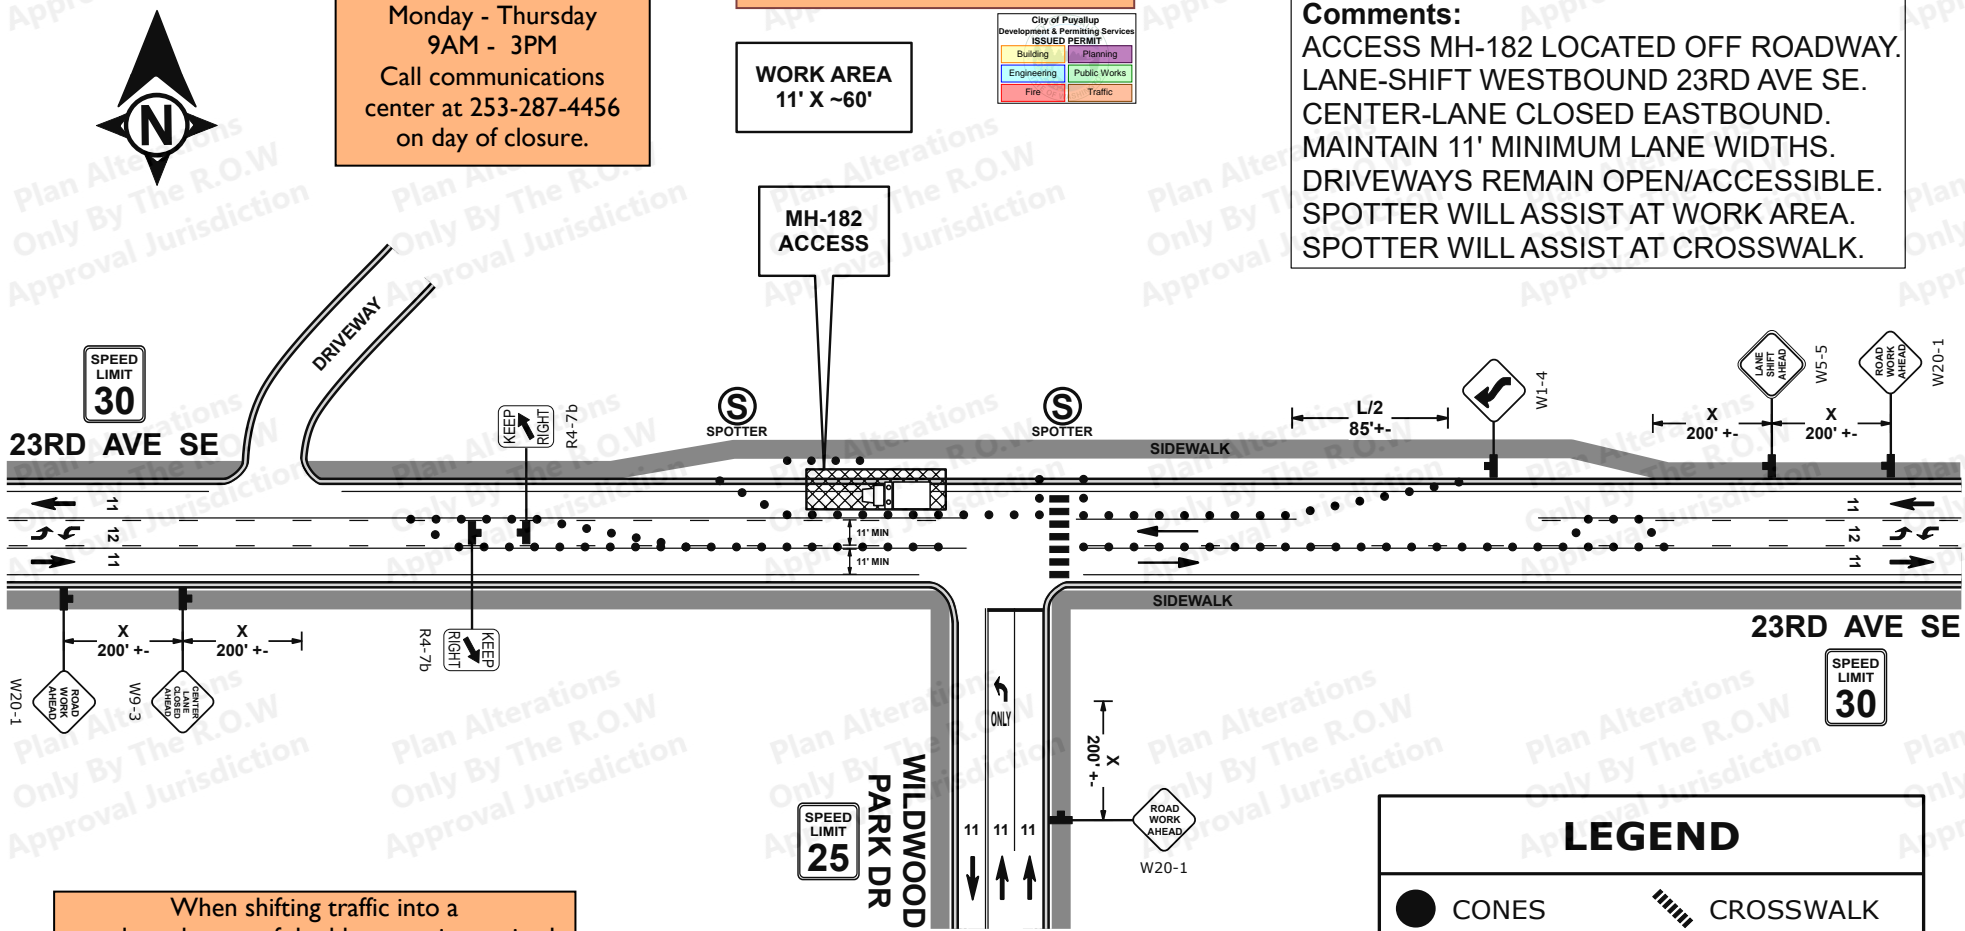 Monday - Thursday
9AM - 3PM
Call communications
center at 253-287-4456
on day of closure.
WORK AREA
11' X ~60'
City of Puyallup
Development & Permitting Services
ISSUED PERMIT
Building
Planning
Engineering
Public Works
Fire
Traffic
Comments:
ACCESS MH-182 LOCATED OFF ROADWAY.
LANE-SHIFT WESTBOUND 23RD AVE SE.
CENTER-LANE CLOSED EASTBOUND.
MAINTAIN 11' MINIMUM LANE WIDTHS.
DRIVEWAYS REMAIN OPEN/ACCESSIBLE.
SPOTTER WILL ASSIST AT WORK AREA.
SPOTTER WILL ASSIST AT CROSSWALK.
N
MH-182
ACCESS
DRIVEWAY
SPEED
LIMIT
30
23RD AVE SE
KEEP
RIGHT
R4-7b
S
SPOTTER
S
SPOTTER
L/2
85'+-
W1-4
LANE
SHIFT
AHEAD
W5-5
ROAD
WORK
AHEAD
W20-1
X
200' +-
X
200' +-
SIDEWALK
11
12
11
11' MIN
11' MIN
11
12
11
SIDEWALK
23RD AVE SE
SPEED
LIMIT
30
X
200' +-
X
200' +-
W20-1
ROAD
WORK
AHEAD
W9-3
CENTER
LANE
CLOSED
AHEAD
R4-7b
KEEP
RIGHT
ONLY
X
200' +-
WILDWOOD
PARK DR
SPEED
LIMIT
25
11
11
11
ROAD
WORK
AHEAD
W20-1
LEGEND
CONES
CROSSWALK
When shifting traffic into a
Plan Alterations
Only By The R.O.W
Approval Jurisdiction